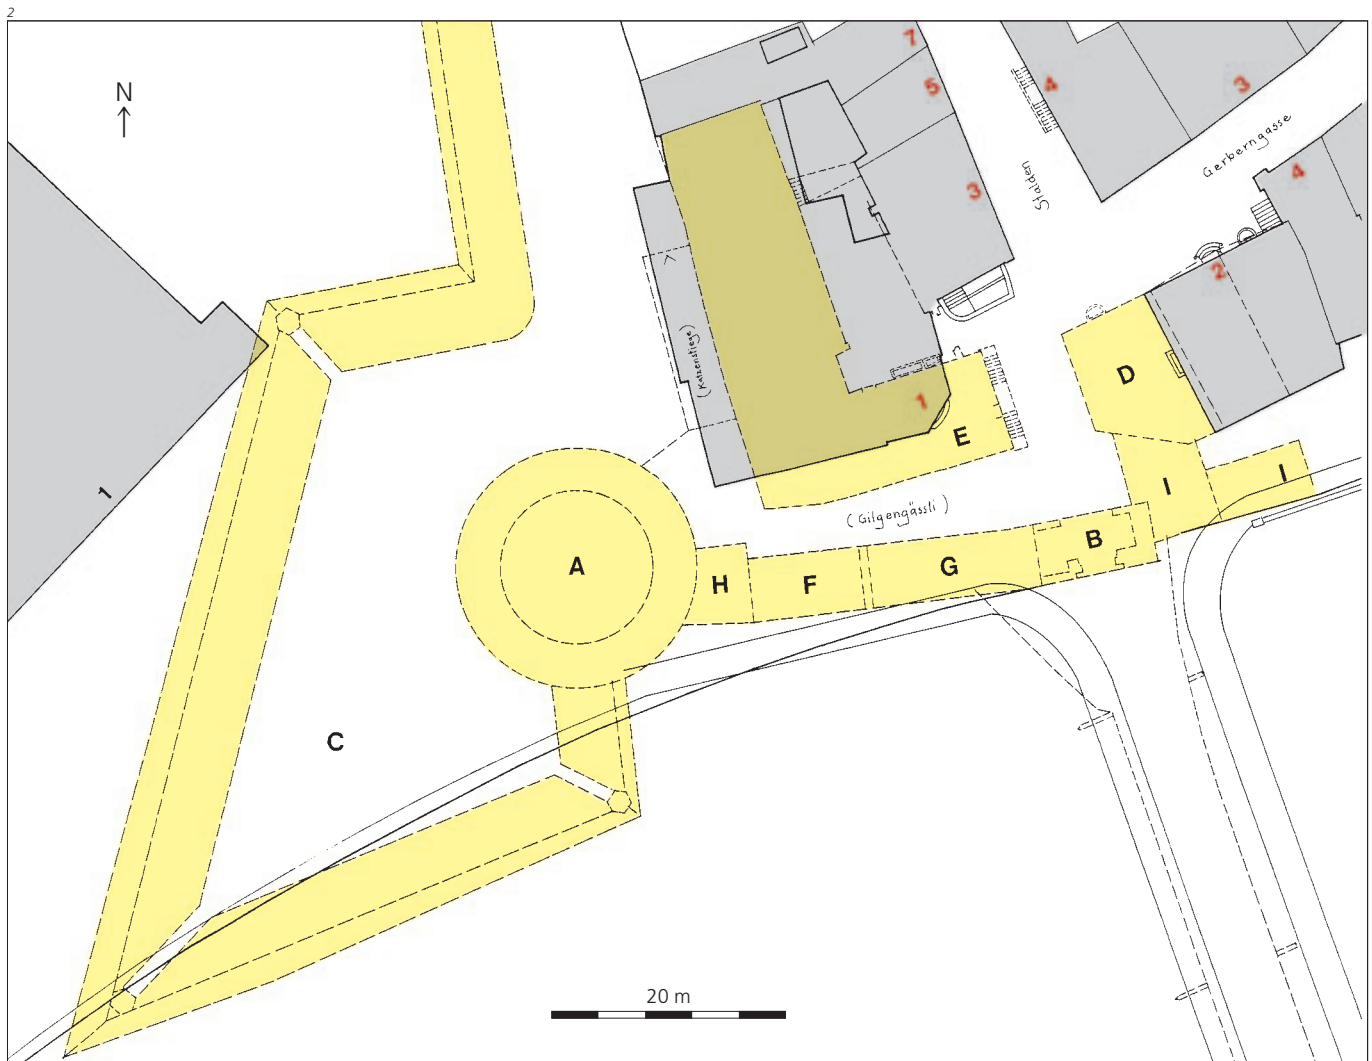 2
N
7
5
3
1
4
3
Stalden
Gerberngasse
4
2
(Katzenstiege)
D
E
(Gilgengässli)
I
I
B
G
F
H
A
C
1
20 m